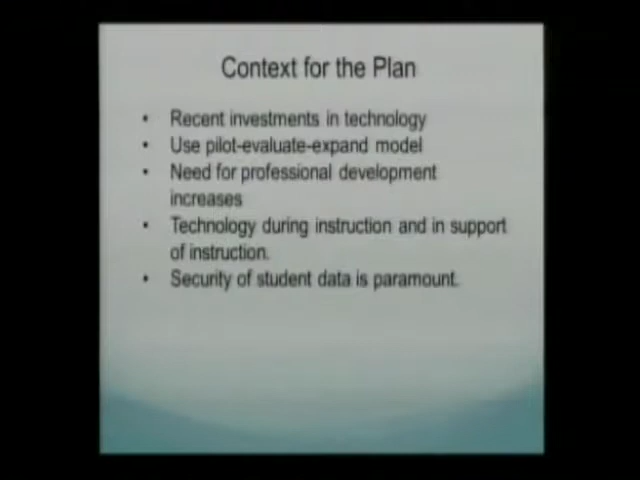 Context for the Plan
• Recent investments in technology
• Use pilot-evaluate-expand model
• Need for professional development
increases
• Technology during instruction and in support
of instruction.
• Security of student data is paramount.